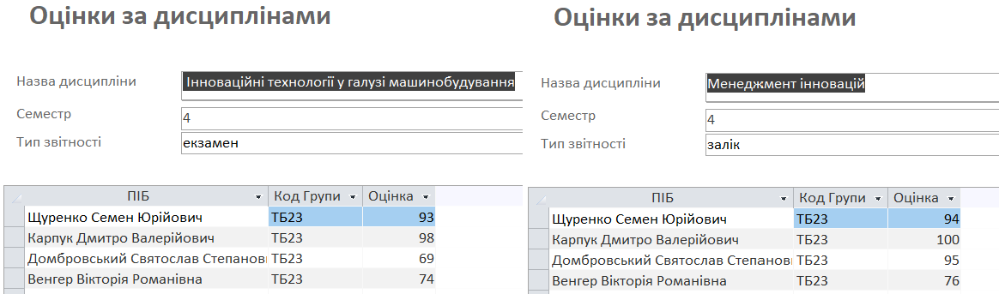 Оцінки за дисциплінами
Назва дисципліни Інноваційні технології у галузі машинобудування
Семестр 4
Тип звітності екзамен
ПІБ Код Групи Оцінка
Щуренко Семен Юрійович ТБ23 93
Карпук Дмитро Валерійович ТБ23 98
Домбровський Святослав Степанови ТБ23 69
Венгер Вікторія Романівна ТБ23 74
Оцінки за дисциплінами
Назва дисципліни Менеджмент інновацій
Семестр 4
Тип звітності залік
ПІБ Код Групи Оцінка
Щуренко Семен Юрійович ТБ23 94
Карпук Дмитро Валерійович ТБ23 100
Домбровський Святослав Степанови ТБ23 95
Венгер Вікторія Романівна ТБ23 76